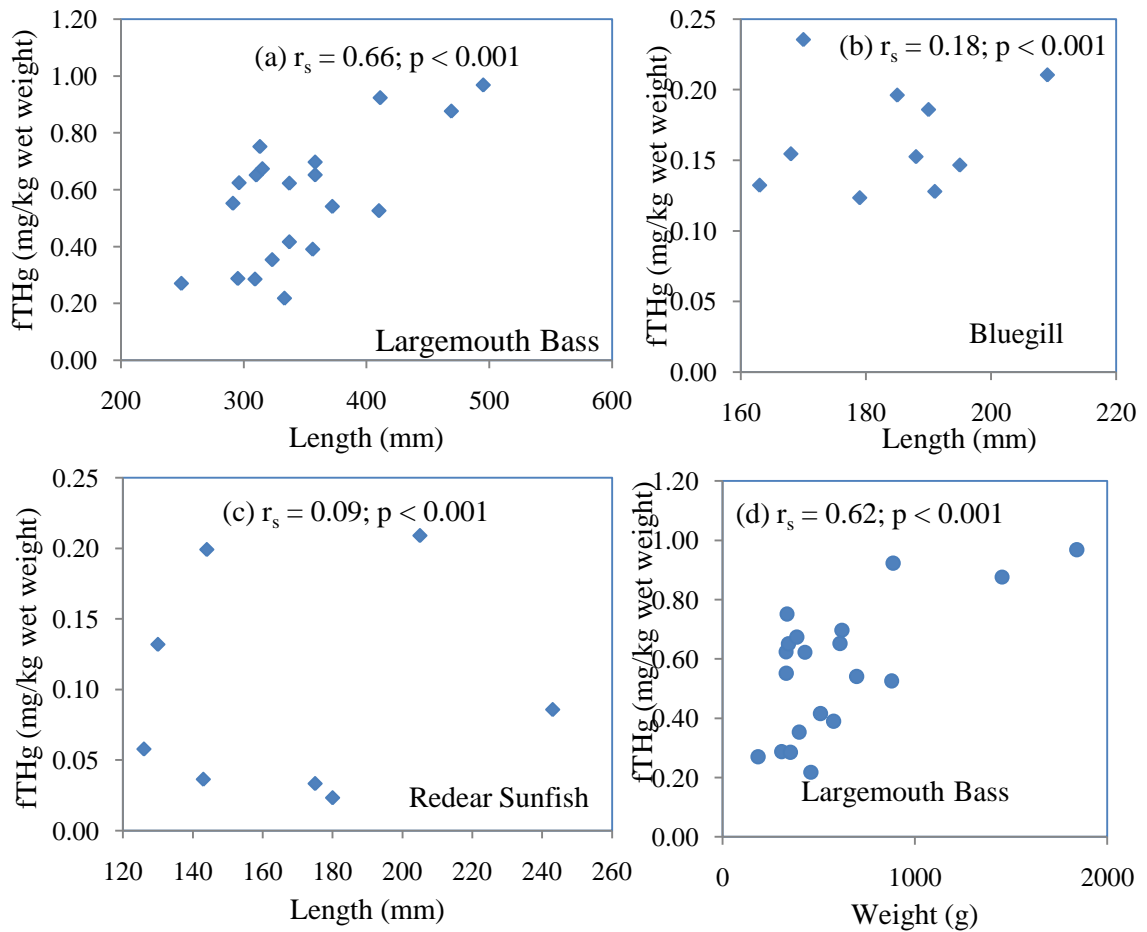 1.20
1.00
0.80
0.60
0.40
0.20
0.00
fTHg (mg/kg wet weight)
(a) rs = 0.66; p < 0.001
Largemouth Bass
200 300 400 500 600
Length (mm)
0.25
0.20
0.15
0.10
0.05
0.00
fTHg (mg/kg wet weight)
(b) rs = 0.18; p < 0.001
Bluegill
160 180 200 220
Length (mm)
0.25
0.20
0.15
0.10
0.05
0.00
fTHg (mg/kg wet weight)
(c) rs = 0.09; p < 0.001
Redear Sunfish
120 140 160 180 200 220 240 260
Length (mm)
1.20
1.00
0.80
0.60
0.40
0.20
0.00
fTHg (mg/kg wet weight)
(d) rs = 0.62; p < 0.001
Largemouth Bass
0 1000 2000
Weight (g)